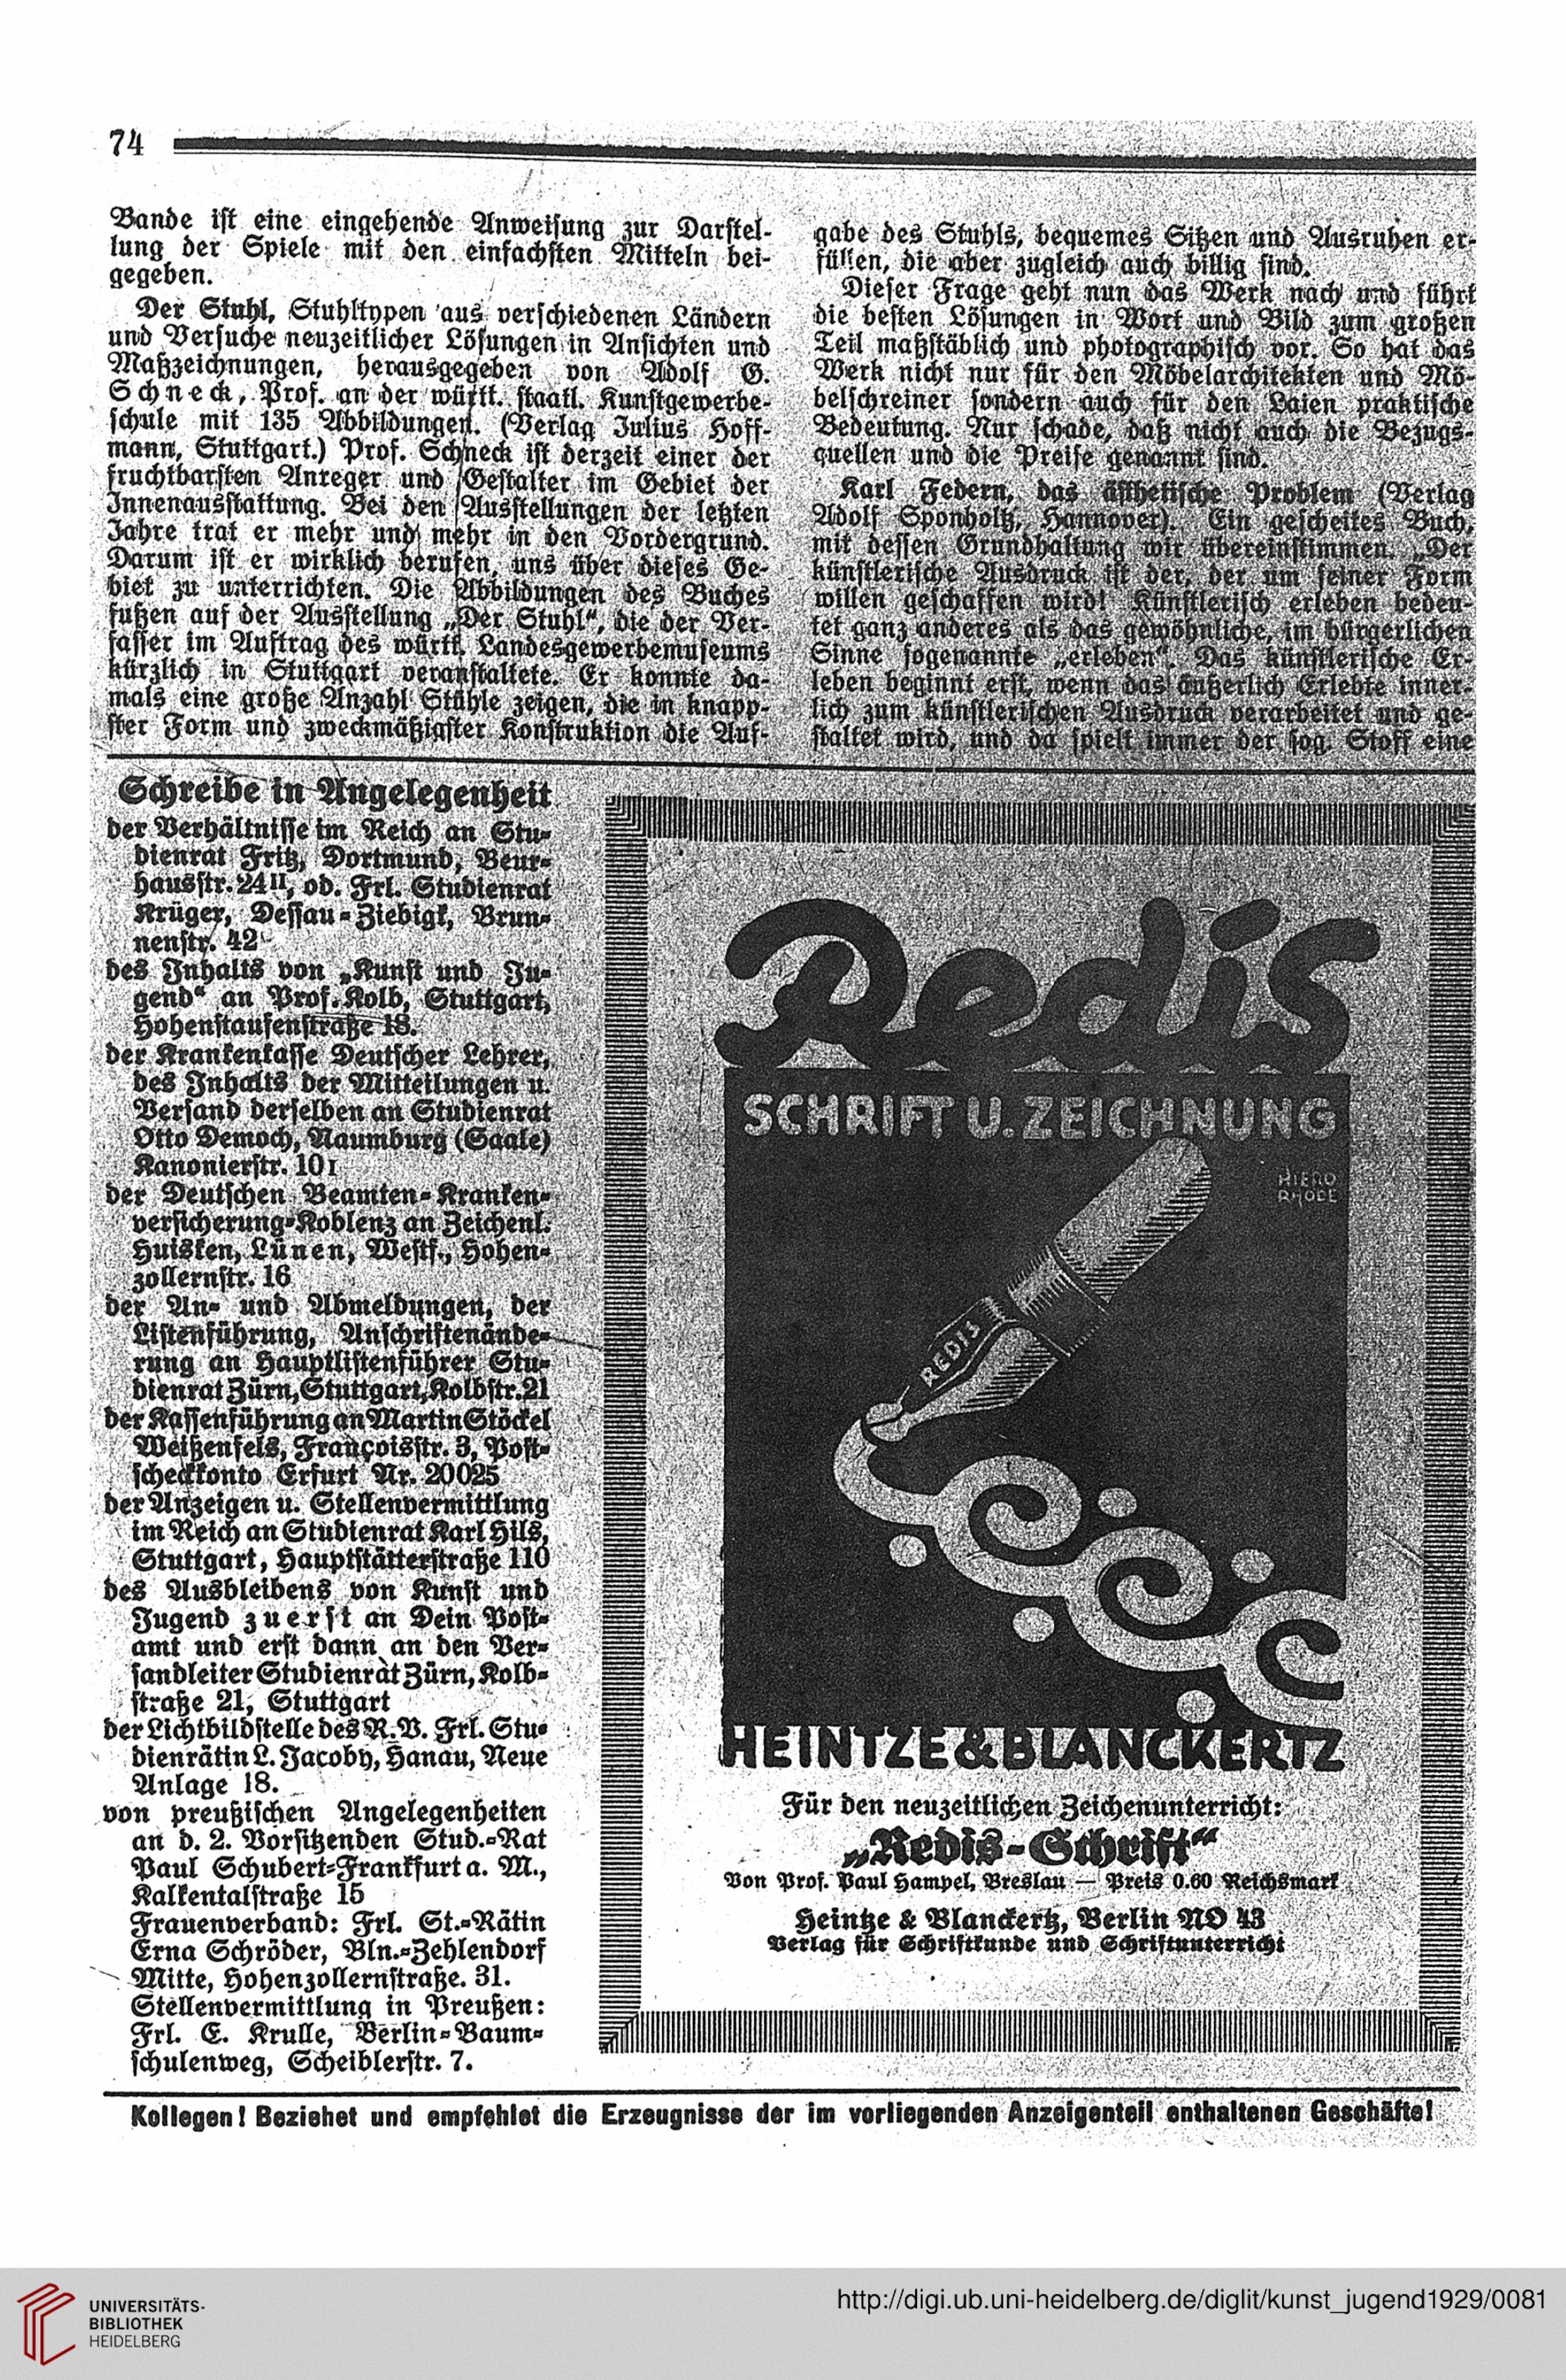 74
Bande ist eine eingehende Anweisung zur Darstel-
lung der Spiele mit den einfachsten Mitteln bei-
gegeben.
Der Stuhl, Stuhltypen aus verschiedenen Ländern
und Versuche neuzeitlicher Lösungen in Ansichten und
Maßzeichnungen, herausgegeben von Adolf G.
Schneck, Prof. an der württ. staatl. Kunstgewerbe-
schule mit 135 Abbildungen. (Verlag Julius Hoff-
mann, Stuttgart.) Prof. Schneck ist derzeit einer der
fruchtbarsten Anreger und Gestalter im Gebiet der
Innenausstattung. Bei den Ausstellungen der letzten
Jahre trat er mehr und mehr in den Vordergrund.
Darum ist er wirklich berufen, uns über dieses Ge-
biet zu unterrichten. Die Abbildungen des Buches
fußen auf der Ausstellung „Der Stuhl“, die der Ver-
fasser im Auftrag des württ. Landesgewerbemuseums
kürzlich in Stuttgart veranstaltete. Er konnte da-
mals eine große Anzahl Stühle zeigen, die in knapp-
ster Form und zweckmäßigster Konstruktion die Auf-
gabe des Stuhls, bequemes Sitzen und Ausruhen er-
füllen, die aber zugleich auch billig sind.
Dieser Frage geht nun das Werk nach und führt
die besten Lösungen in Wort und Bild zum großen
Teil maßstäblich und photographisch vor. So hat das
Werk nicht nur für den Möbelarchitekten und Mö-
belschreiner sondern auch für den Laien praktische
Bedeutung. Nur schade, daß nicht auch die Bezugs-
quellen und die Preise genannt sind.
Karl Federn, das ästhetische Problem (Verlag
Adolf Sponholtz, Hannover). Ein gescheites Buch,
mit dessen Grundhaltung wir übereinstimmen. „Der
künstlerische Ausdruck ist der, der um seiner Form
willen geschaffen wird! Künstlerisch erleben bedeu-
tet ganz anderes als das gewöhnliche, im bürgerlichen
Sinne sogenannte „erleben“. Das künstlerische Er-
leben beginnt erst, wenn das äußerlich Erlebte inner-
lich zum künstlerischen Ausdruck verarbeitet und ge-
staltet wird, und da spielt immer der sog. Stoff eine
Schreibe in Angelegenheit
der Verhältnisse im Reich an Stu-
dienrat Fritz, Dortmund, Beur-
hausstr. 24II, od. Frl. Studienrat
Krüger, Dessau-Ziebigk, Brun-
nenstr. 42
des Inhalts von „Kunst und Ju-
gend“ an Prof. Kolb, Stuttgart,
Hohenstaufenstraße 18.
der Krankenkasse Deutscher Lehrer,
des Inhalts der Mitteilungen u.
Versand derselben an Studienrat
Otto Democh, Naumburg (Saale)
Kanonierstr. 10 I
der Deutschen Beamten-Kranken-
versicherung-Koblenz an Zeichenl.
Huisken, Lünen, Westf., Hohen-
zollernstr. 16
der An- und Abmeldungen, der
Listenführung, Anschriftenände-
rung an Hauptlistenführer Stu-
dienrat Zürn, Stuttgart, Kolbstr. 21
der Kassenführung an Martin Stöckel
Weißenfels, Françoisstr. 3, Post-
scheckkonto Erfurt Nr. 20025
der Anzeigen u. Stellenvermittlung
im Reich an Studienrat Karl Hils,
Stuttgart, Hauptstätterstraße 110
des Ausbleibens von Kunst und
Jugend zuerst an Dein Post-
amt und erst dann an den Ver-
sandleiter Studienrat Zürn, Kolb-
straße 21, Stuttgart
der Lichtbildstelle des R. V. Frl. Stu-
dienrätin L. Jacoby, Hanau, Neue
Anlage 18.
von preußischen Angelegenheiten
an d. 2. Vorsitzenden Stud.-Rat
Paul Schubert-Frankfurt a. M.,
Kalkentalstraße 15
Frauenverband: Frl. St.-Rätin
Erna Schröder, Bln.-Zehlendorf
Mitte, Hohenzollernstraße. 31.
Stellenvermittlung in Preußen:
Frl. E. Krulle, Berlin-Baum-
schulenweg, Scheiblerstr. 7.
Redis
SCHRIFT U. ZEICHNUNG
HIERO
RHODE
REDIS
HEINTZE & BLANCKERTZ
Für den neuzeitlichen Zeichenunterricht:
„Redis-Schrift“
Von Prof. Paul Hampel, Breslau — Preis 0.60 Reichsmark
Heintze & Blanckertz, Berlin NO 43
Verlag für Schriftkunde und Schriftunterricht
Kollegen! Beziehet und empfehlet die Erzeugnisse der im vorliegenden Anzeigenteil enthaltenen Geschäfte!
UNIVERSITÄTS-
BIBLIOTHEK
HEIDELBERG
http://digi.ub.uni-heidelberg.de/diglit/kunst_jugend1929/0081